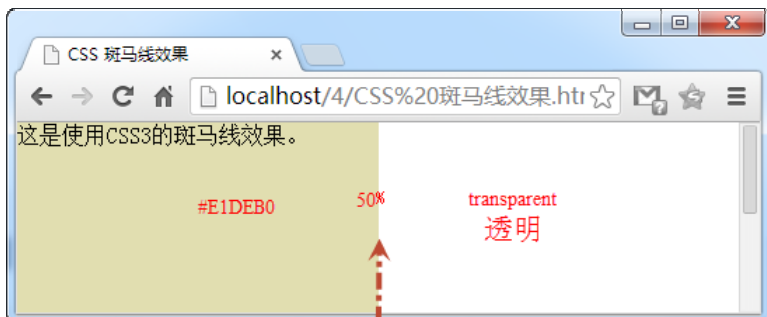 CSS 斑马线效果
localhost/4/CSS%20斑马线效果.htr
这是使用CSS3的斑马线效果。
#E1DEB0
50%
transparent
透明